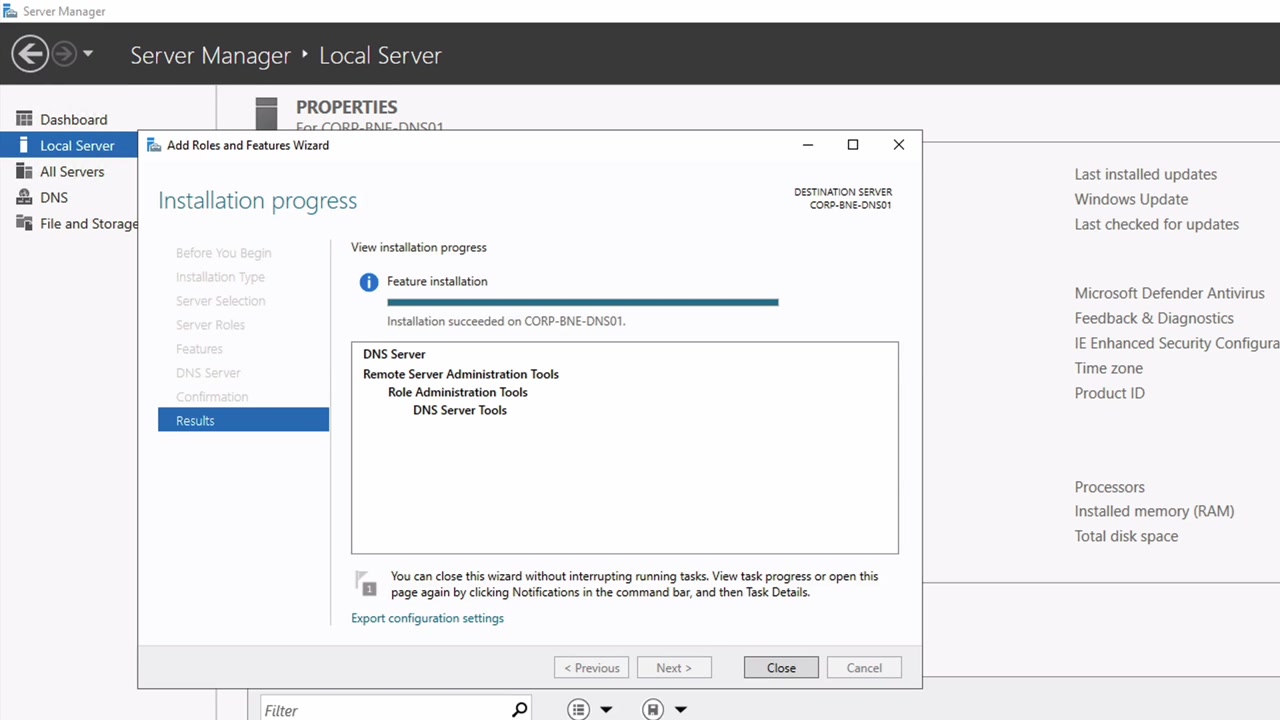 Server Manager
Server Manager ‣ Local Server
Dashboard
Local Server
All Servers
DNS
File and Storage
PROPERTIES
For CORP-BNE-DNS01
Add Roles and Features Wizard
Installation progress
DESTINATION SERVER
CORP-BNE-DNS01
Before You Begin
Installation Type
Server Selection
Server Roles
Features
DNS Server
Confirmation
Results
View installation progress
Feature installation
Installation succeeded on CORP-BNE-DNS01.
DNS Server
Remote Server Administration Tools
Role Administration Tools
DNS Server Tools
1
You can close this wizard without interrupting running tasks. View task progress or open this
page again by clicking Notifications in the command bar, and then Task Details.
Export configuration settings
< Previous
Next >
Close
Cancel
Last installed updates
Windows Update
Last checked for updates
Microsoft Defender Antivirus
Feedback & Diagnostics
IE Enhanced Security Configura
Time zone
Product ID
Processors
Installed memory (RAM)
Total disk space
Filter